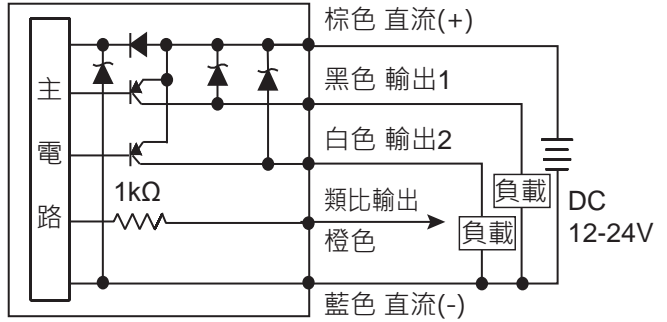 棕色 直流(+)
主電路
黑色 輸出1
白色 輸出2
1kΩ
類比輸出
橙色
負載
負載
DC
12-24V
藍色 直流(-)